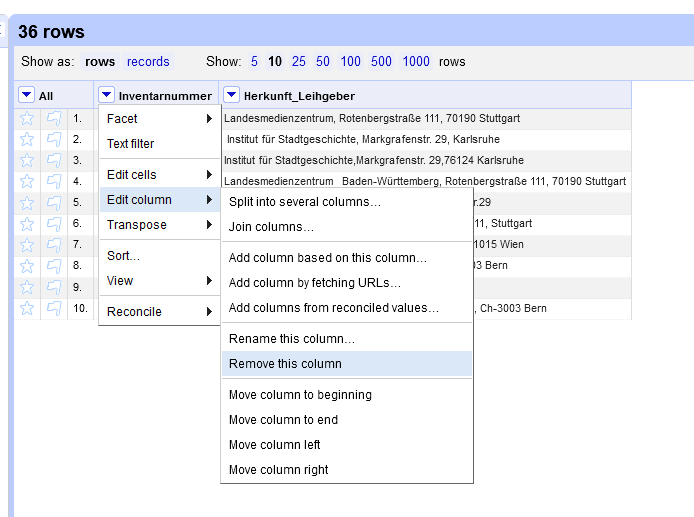 36 rows
Show as: rows records Show: 5 10 25 50 100 500 1000 rows
All Inventarnummer Herkunft_Leihgeber
1. Landesmedienzentrum, Rotenbergstraße 111, 70190 Stuttgart
2. Institut für Stadtgeschichte, Markgrafenstr. 29, Karlsruhe
3. Institut für Stadtgeschichte,Markgrafenstr. 29,76124 Karlsruhe
4. Landesmedienzentrum Baden-Württemberg, Rotenbergstraße 111, 70190 Stuttgart
5. r.29
6. 11, Stuttgart
7. 1015 Wien
8. 03 Bern
9.
10. , Ch-3003 Bern
Facet
Text filter
Edit cells
Edit column
Transpose
Sort...
View
Reconcile
Split into several columns...
Join columns...
Add column based on this column...
Add column by fetching URLs...
Add columns from reconciled values...
Rename this column...
Remove this column
Move column to beginning
Move column to end
Move column left
Move column right